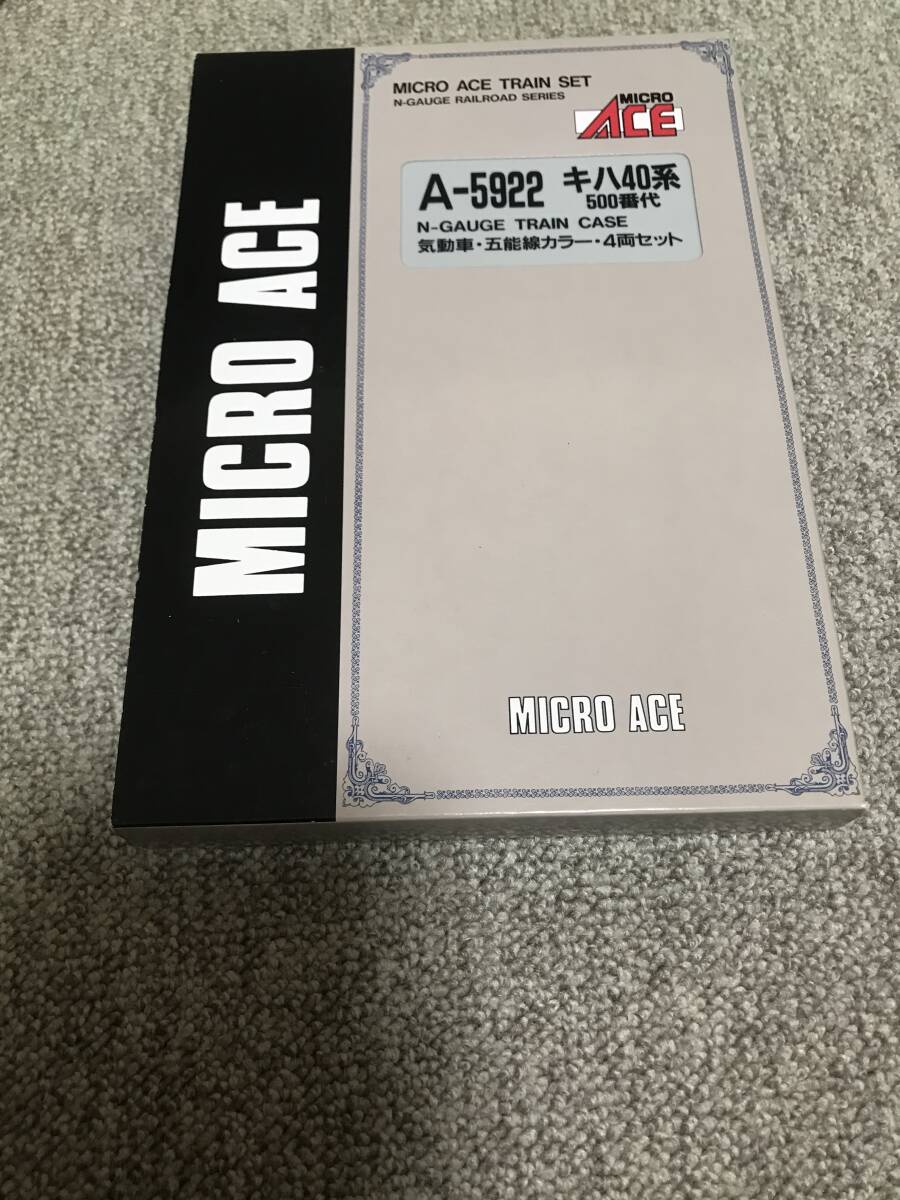 MICRO ACE
MICRO ACE TRAIN SET
N-GAUGE RAILROAD SERIES
MICRO
ACE
A-5922 キハ40系
500番代
N-GAUGE TRAIN CASE
気動車・五能線カラー・4両セット
MICRO ACE